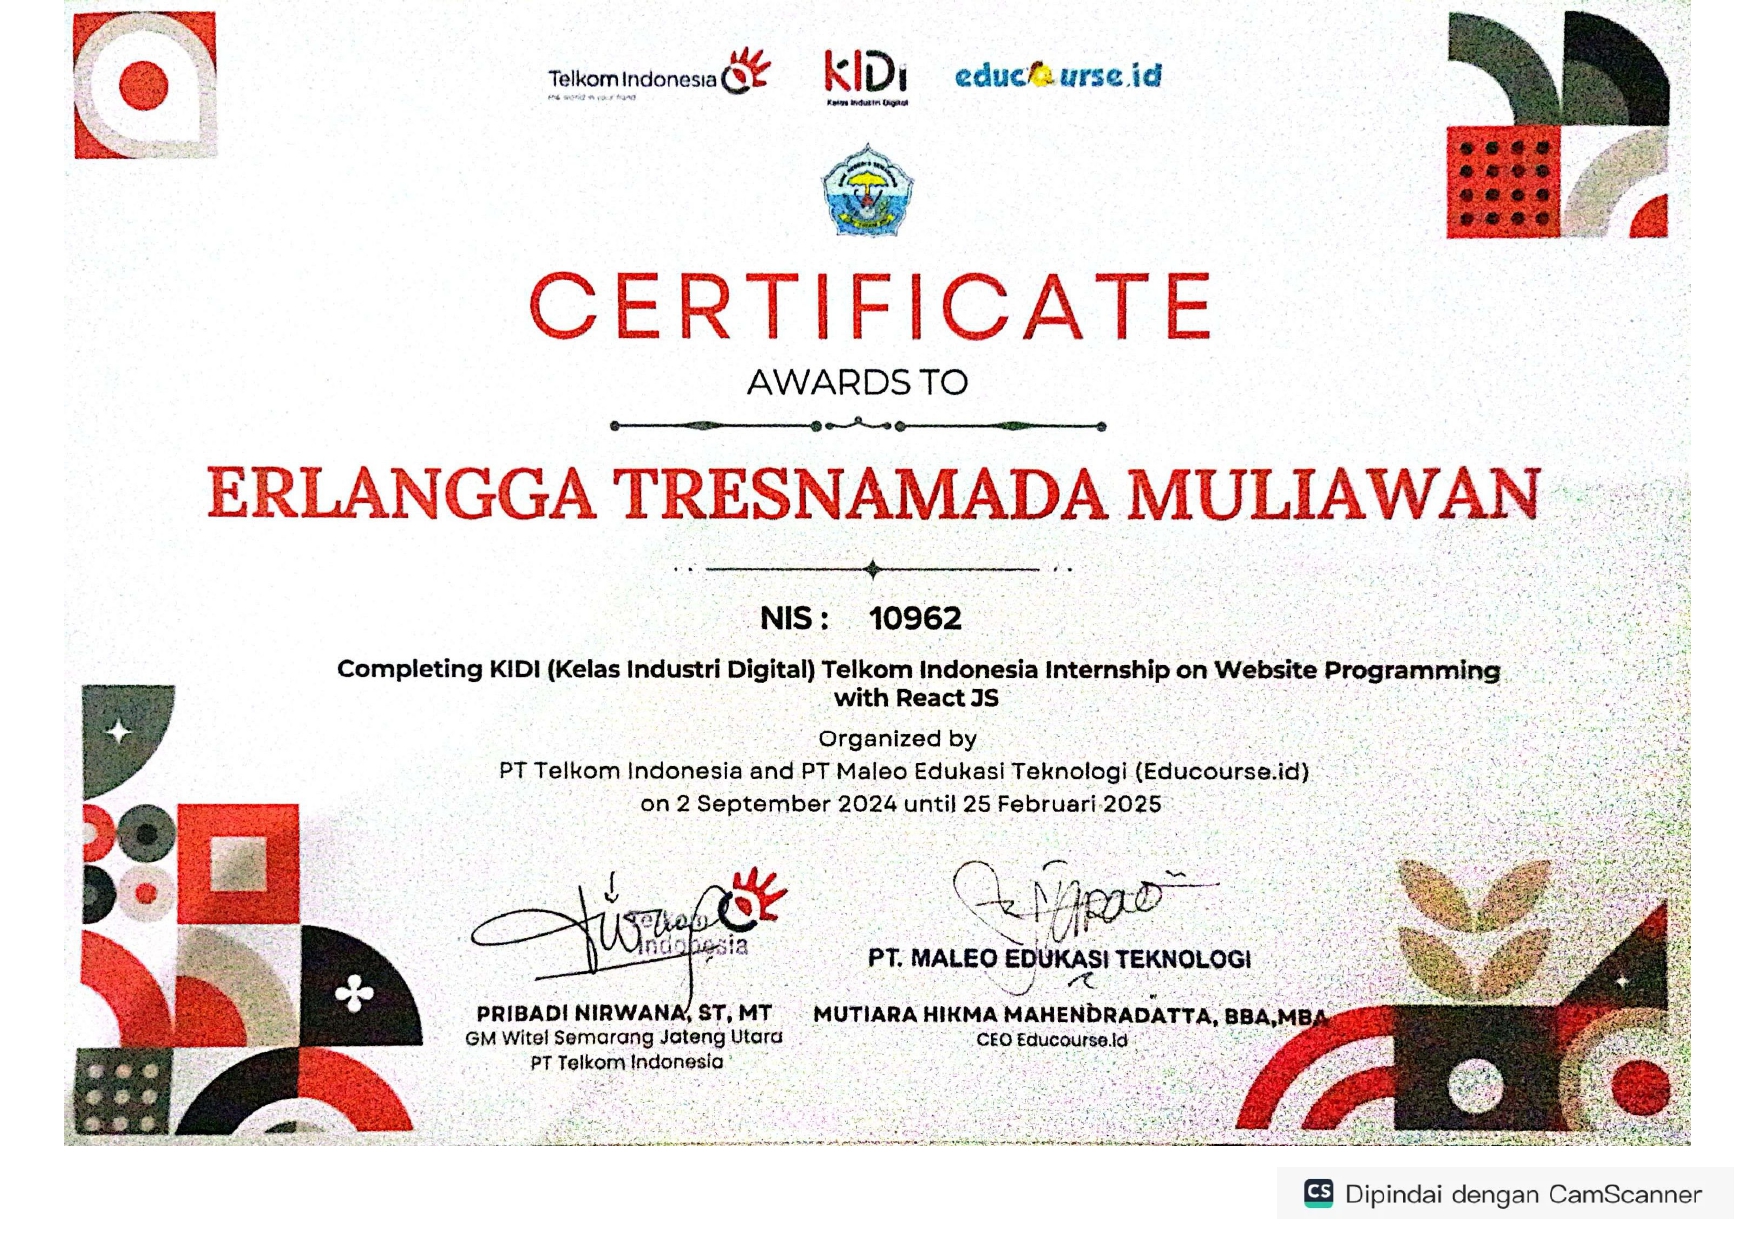 Telkom Indonesia KIDi educourse.id
the world in your hand
Kelas Industri Digital
CERTIFICATE
AWARDS TO
ERLANGGA TRESNAMADA MULIAWAN
NIS : 10962
Completing KIDI (Kelas Industri Digital) Telkom Indonesia Internship on Website Programming
with React JS
Organized by
PT Telkom Indonesia and PT Maleo Edukasi Teknologi (Educourse.id)
on 2 September 2024 until 25 Februari 2025
Telkom
Indonesia
PT. MALEO EDUKASI TEKNOLOGI
PRIBADI NIRWANA, ST, MT
GM Witel Semarang Jateng Utara
PT Telkom Indonesia
MUTIARA HIKMA MAHENDRADATTA, BBA,MBA
CEO Educourse.Id
CS Dipindai dengan CamScanner